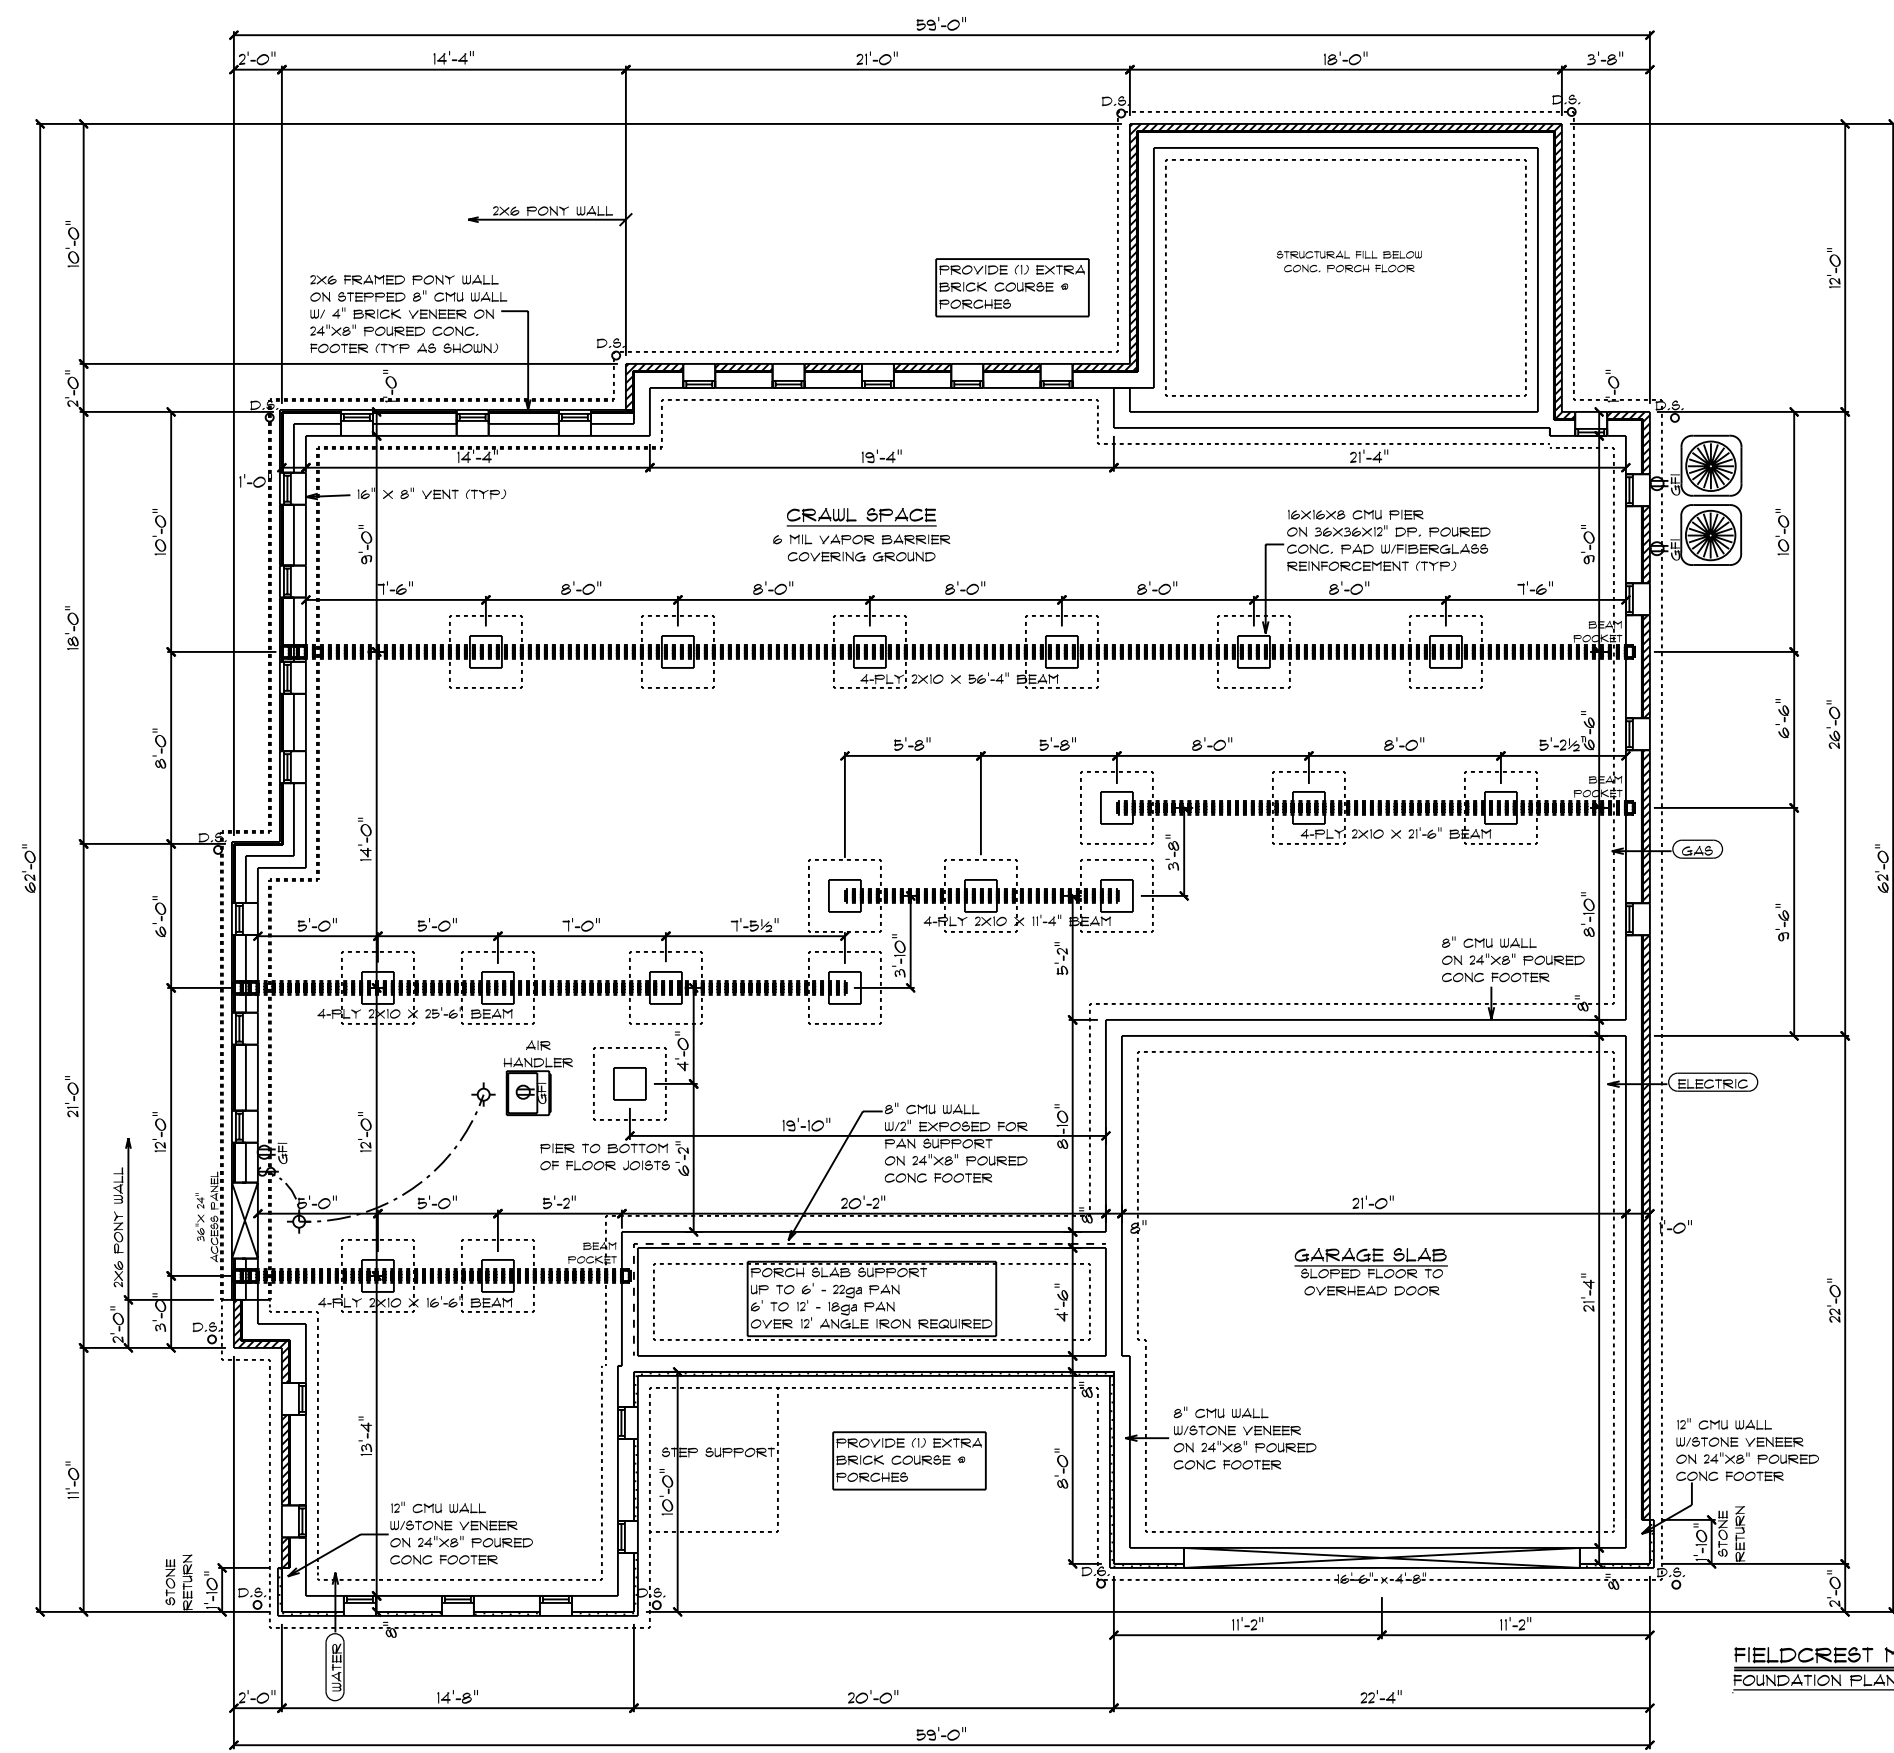 59'-0"
2'-0"
14'-4"
21'-0"
18'-0"
3'-8"
D.S.
D.S.
2X6 PONY WALL
10'-0"
12'-0"
STRUCTURAL FILL BELOW
CONC. PORCH FLOOR
PROVIDE (1) EXTRA
BRICK COURSE @
PORCHES
2X6 FRAMED PONY WALL
ON STEPPED 8" CMU WALL
W/ 4" BRICK VENEER ON
24"X8" POURED CONC.
FOOTER (TYP AS SHOWN)
D.S.
2'-0"
D.S.
D.S.
14'-4"
19'-4"
21'-4"
1'-0"
16" X 8" VENT (TYP)
GFI
GFI
CRAWL SPACE
6 MIL VAPOR BARRIER
COVERING GROUND
16X16X8 CMU PIER
ON 36X36X12" DP. POURED
CONC. PAD W/FIBERGLASS
REINFORCEMENT (TYP)
10'-0"
9'-0"
9'-0"
10'-0"
7'-6"
8'-0"
8'-0"
8'-0"
8'-0"
8'-0"
7'-6"
BEAM
POCKET
4-PLY 2X10 X 56'-4" BEAM
18'-0"
8'-0"
6'-6"
6'-6"
26'-0"
5'-8"
5'-8"
8'-0"
8'-0"
5'-2½"
BEAM
POCKET
4-PLY 2X10 X 21'-6" BEAM
D.S.
14'-0"
3'-8"
GAS
62'-0"
62'-0"
6'-0"
4-PLY 2X10 X 11'-4" BEAM
8'-10"
9'-6"
5'-0"
5'-0"
7'-0"
7'-5½"
3'-10"
5'-2"
8" CMU WALL
ON 24"X8" POURED
CONC FOOTER
8"
4-PLY 2X10 X 25'-6" BEAM
AIR
HANDLER
GFI
4'-0"
ELECTRIC
21'-0"
12'-0"
12'-0"
19'-10"
8'-10"
8" CMU WALL
W/2" EXPOSED FOR
PAN SUPPORT
ON 24"X8" POURED
CONC FOOTER
PIER TO BOTTOM
OF FLOOR JOISTS
6'-2"
GFI
2X6 PONY WALL
36"X 24"
ACCESS PANEL
5'-0"
5'-0"
5'-2"
20'-2"
8"
8"
21'-0"
1'-0"
BEAM
POCKET
4-PLY 2X10 X 16'-6" BEAM
GARAGE SLAB
SLOPED FLOOR TO
OVERHEAD DOOR
PORCH SLAB SUPPORT
UP TO 6' - 22ga PAN
6' TO 12' - 18ga PAN
OVER 12' ANGLE IRON REQUIRED
4'-6"
21'-4"
22'-0"
2'-0"
3'-0"
D.S.
8"
13'-4"
STEP SUPPORT
10'-0"
PROVIDE (1) EXTRA
BRICK COURSE @
PORCHES
8'-0"
8" CMU WALL
W/STONE VENEER
ON 24"X8" POURED
CONC FOOTER
12" CMU WALL
W/STONE VENEER
ON 24"X8" POURED
CONC FOOTER
11'-0"
12" CMU WALL
W/STONE VENEER
ON 24"X8" POURED
CONC FOOTER
STONE
RETURN
1'-10"
STONE
RETURN
1'-10"
D.S.
D.S.
D.S.
16'-6" x 4'-8"
8"
D.S.
2'-0"
8"
WATER
11'-2"
11'-2"
FIELDCREST
FOUNDATION PLAN
2'-0"
14'-8"
20'-0"
22'-4"
59'-0"